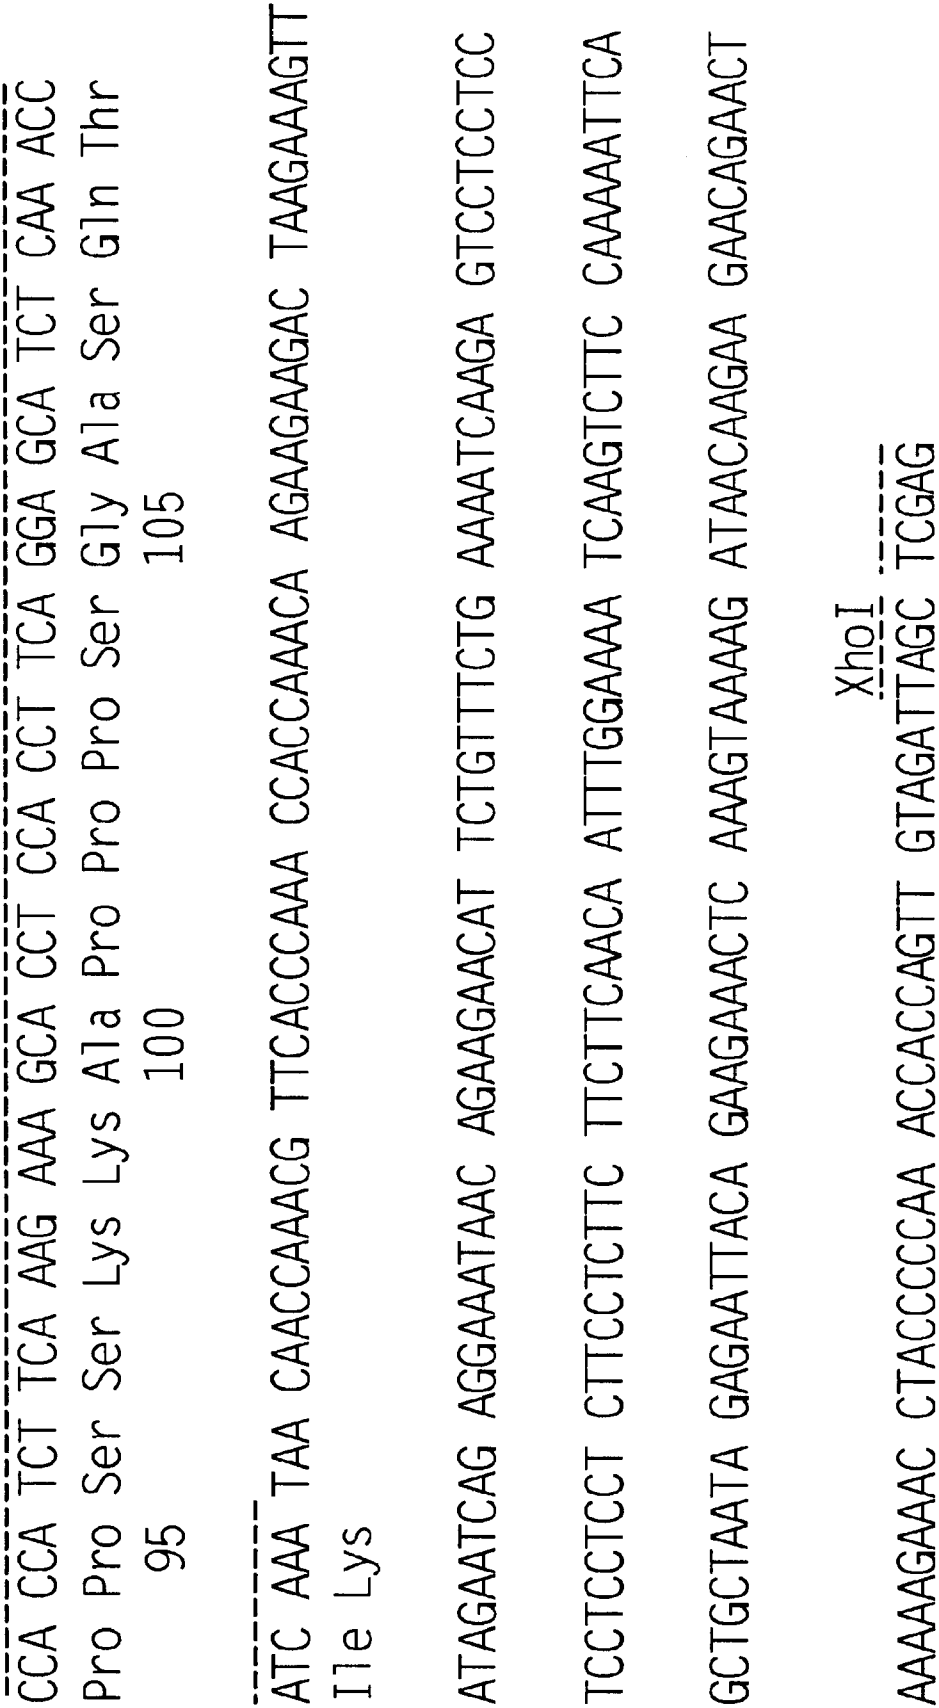 CCA CCA TCT TCA AAG AAA GCA CCT CCA CCT TCA GGA GCA TCT CAA ACC
Pro Pro Ser Ser Lys Lys Ala Pro Pro Pro Ser Gly Ala Ser Gln Thr
95 100 105
ATC AAA TAA CAACCAAACG TTCACCCAAA CCACCAAACA AGAAGAAGAC TAAGAAAGTT
Ile Lys
ATAGAATCAG AGGAAATAAC AGAAGAACAT TCTGTTTCTG AAAATCAAGA GTCCTCCTCC
TCCTCCTCCT CTTCCTCTTC TTCTTCAACA ATTTGGAAAA TCAAGTCTTC CAAAAATTCA
GCTGCTAATA GAGAATTACA GAAGAAACTC AAAGTAAAAG ATAACAAGAA GAACAGAACT
XhoI
AAAAAGAAAC CTACCCCCAA ACCACCAGTT GTAGATTAGC TCGAG